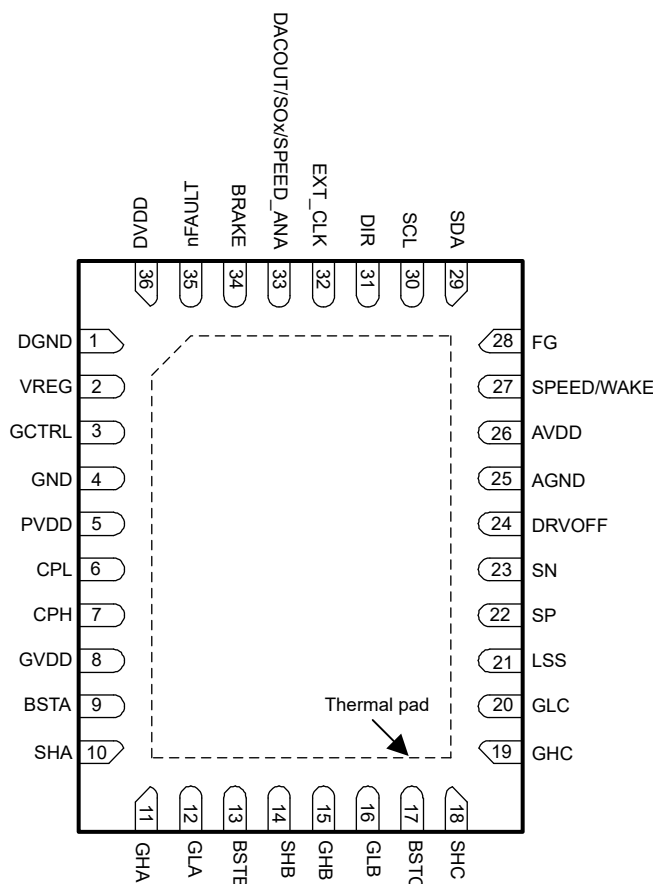 DVDD
nFAULT
BRAKE
DACOUT/SOx/SPEED_ANA
EXT_CLK
DIR
SCL
SDA
36
35
34
33
32
31
30
29
DGND 1
VREG 2
GCTRL 3
GND 4
PVDD 5
CPL 6
CPH 7
GVDD 8
BSTA 9
SHA 10
28 FG
27 SPEED/WAKE
26 AVDD
25 AGND
24 DRVOFF
23 SN
22 SP
21 LSS
20 GLC
19 GHC
Thermal pad
11
12
13
14
15
16
17
18
GHA
GLA
BSTB
SHB
GHB
GLB
BSTC
SHC